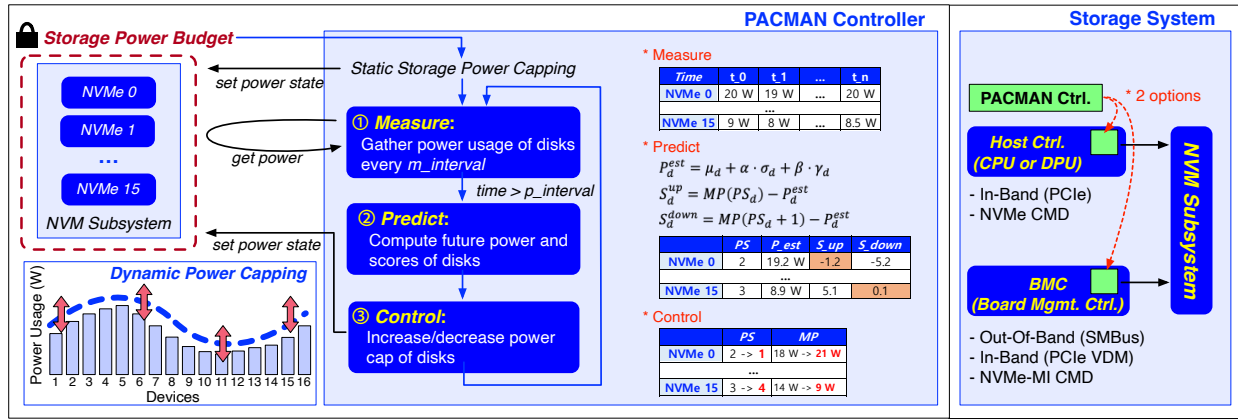 PACMAN Controller
Storage Power Budget
NVMe 0
NVMe 1
...
NVMe 15
NVM Subsystem
set power state
get power
set power state
Static Storage Power Capping
① Measure:
Gather power usage of disks
every m_interval
time > p_interval
② Predict:
Compute future power and
scores of disks
③ Control:
Increase/decrease power
cap of disks
Dynamic Power Capping
Power Usage (W)
1 2 3 4 5 6 7 8 9 10 11 12 13 14 15 16
Devices
* Measure
Time t_0 t_1 ... t_n
NVMe 0 20 W 19 W ... 20 W
...
NVMe 15 9 W 8 W ... 8.5 W
* Predict
P_d^{est} = μ_d + α · σ_d + β · γ_d
S_d^{up} = MP(PS_d) − P_d^{est}
S_d^{down} = MP(PS_d + 1) − P_d^{est}
PS P_est S_up S_down
NVMe 0 2 19.2 W -1.2 -5.2
...
NVMe 15 3 8.9 W 5.1 0.1
* Control
PS MP
NVMe 0 2 -> 1 18 W -> 21 W
...
NVMe 15 3 -> 4 14 W -> 9 W
Storage System
PACMAN Ctrl.
* 2 options
Host Ctrl.
(CPU or DPU)
- In-Band (PCIe)
- NVMe CMD
NVM Subsystem
BMC
(Board Mgmt. Ctrl.)
- Out-Of-Band (SMBus)
- In-Band (PCIe VDM)
- NVMe-MI CMD